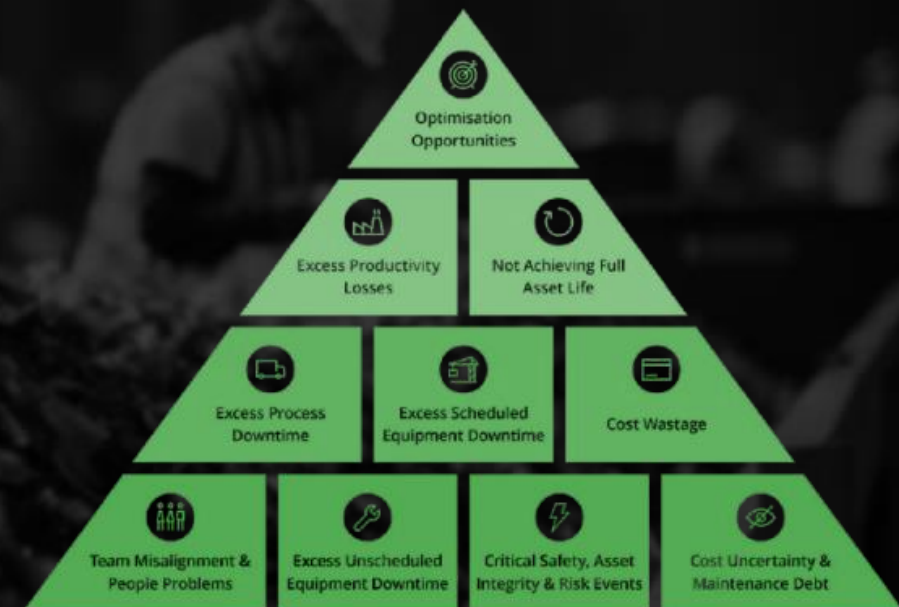 Optimisation
Opportunities
Excess Productivity
Losses
Not Achieving Full
Asset Life
Excess Process
Downtime
Excess Scheduled
Equipment Downtime
Cost Wastage
Team Misalignment &
People Problems
Excess Unscheduled
Equipment Downtime
Critical Safety, Asset
Integrity & Risk Events
Cost Uncertainty &
Maintenance Debt